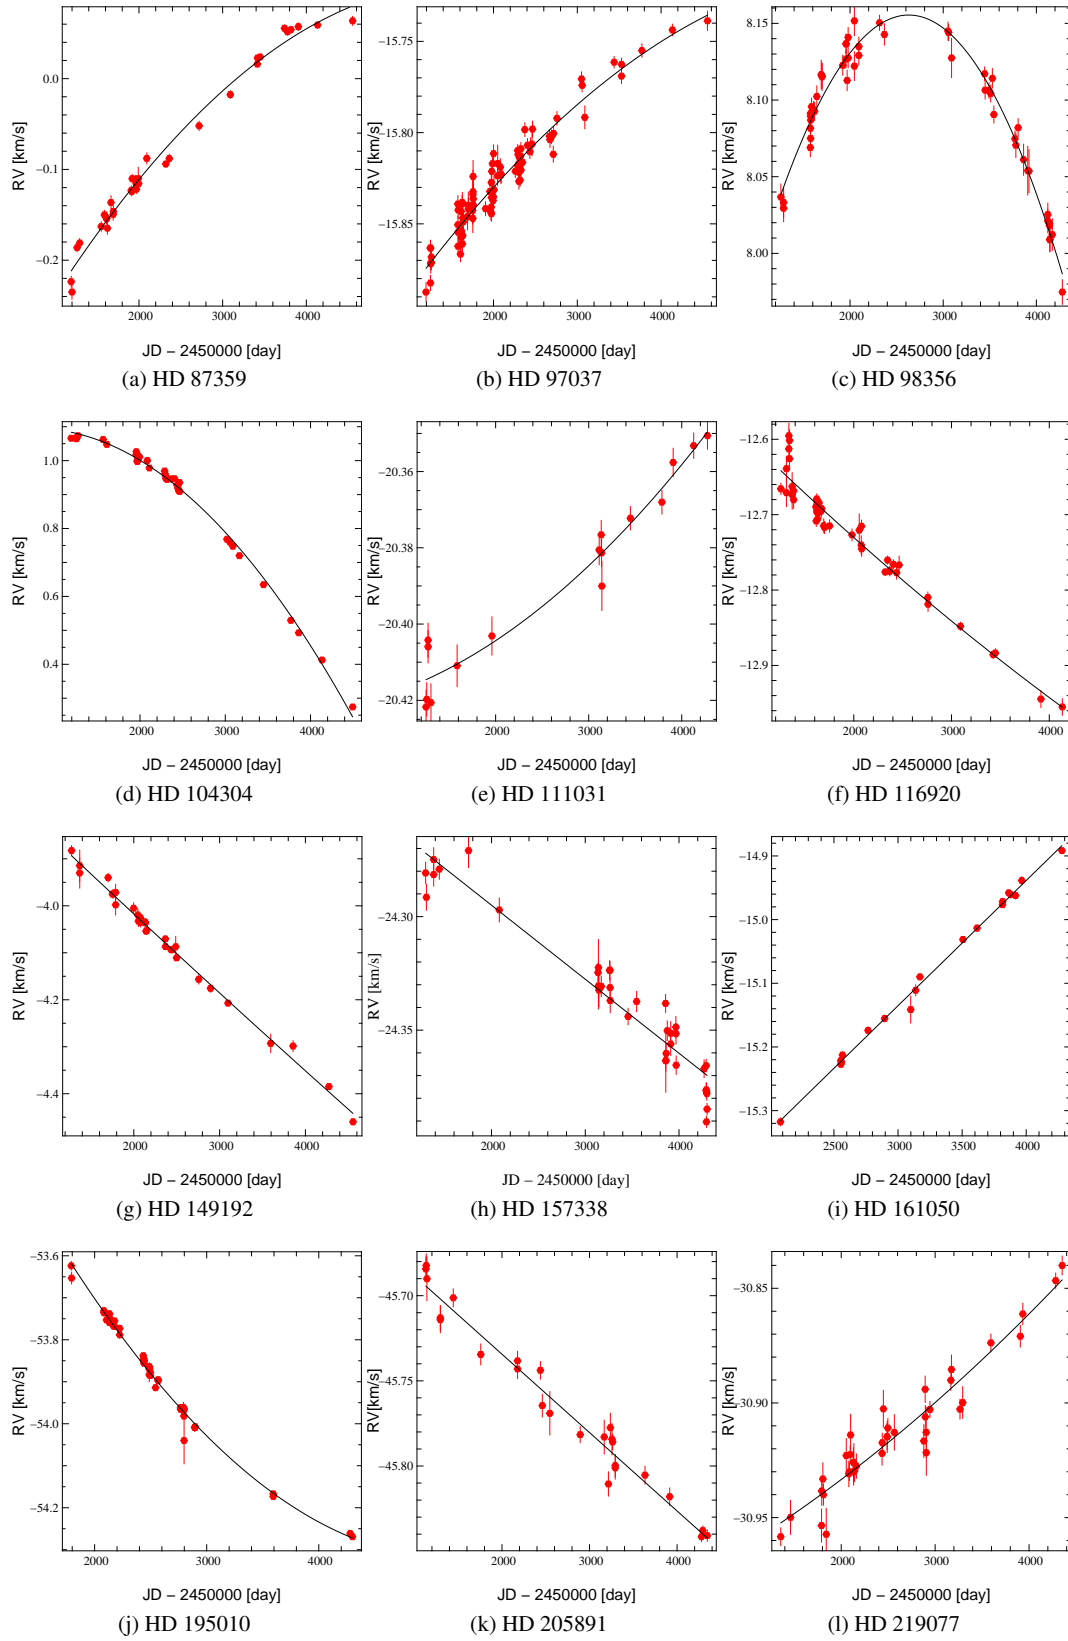 0.0
−0.1
−0.2
RV [km/s]
2000 3000 4000
JD − 2450000 [day]
(a) HD 87359
−15.75
−15.80
−15.85
RV [km/s]
2000 3000 4000
JD − 2450000 [day]
(b) HD 97037
8.15
8.10
8.05
8.00
RV [km/s]
2000 3000 4000
JD − 2450000 [day]
(c) HD 98356
1.0
0.8
0.6
0.4
RV [km/s]
2000 3000 4000
JD − 2450000 [day]
(d) HD 104304
−20.36
−20.38
−20.40
−20.42
RV [km/s]
2000 3000 4000
JD − 2450000 [day]
(e) HD 111031
−12.6
−12.7
−12.8
−12.9
RV [km/s]
2000 3000 4000
JD − 2450000 [day]
(f) HD 116920
−4.0
−4.2
−4.4
RV [km/s]
2000 3000 4000
JD − 2450000 [day]
(g) HD 149192
−24.30
−24.35
RV [km/s]
2000 3000 4000
JD − 2450000 [day]
(h) HD 157338
−14.9
−15.0
−15.1
−15.2
−15.3
RV [km/s]
2500 3000 3500 4000
JD − 2450000 [day]
(i) HD 161050
−53.6
−53.8
−54.0
−54.2
RV [km/s]
2000 3000 4000
JD − 2450000 [day]
(j) HD 195010
−45.70
−45.75
−45.80
RV[km/s]
2000 3000 4000
JD − 2450000 [day]
(k) HD 205891
−30.85
−30.90
−30.95
RV [km/s]
2000 3000 4000
JD − 2450000 [day]
(l) HD 219077